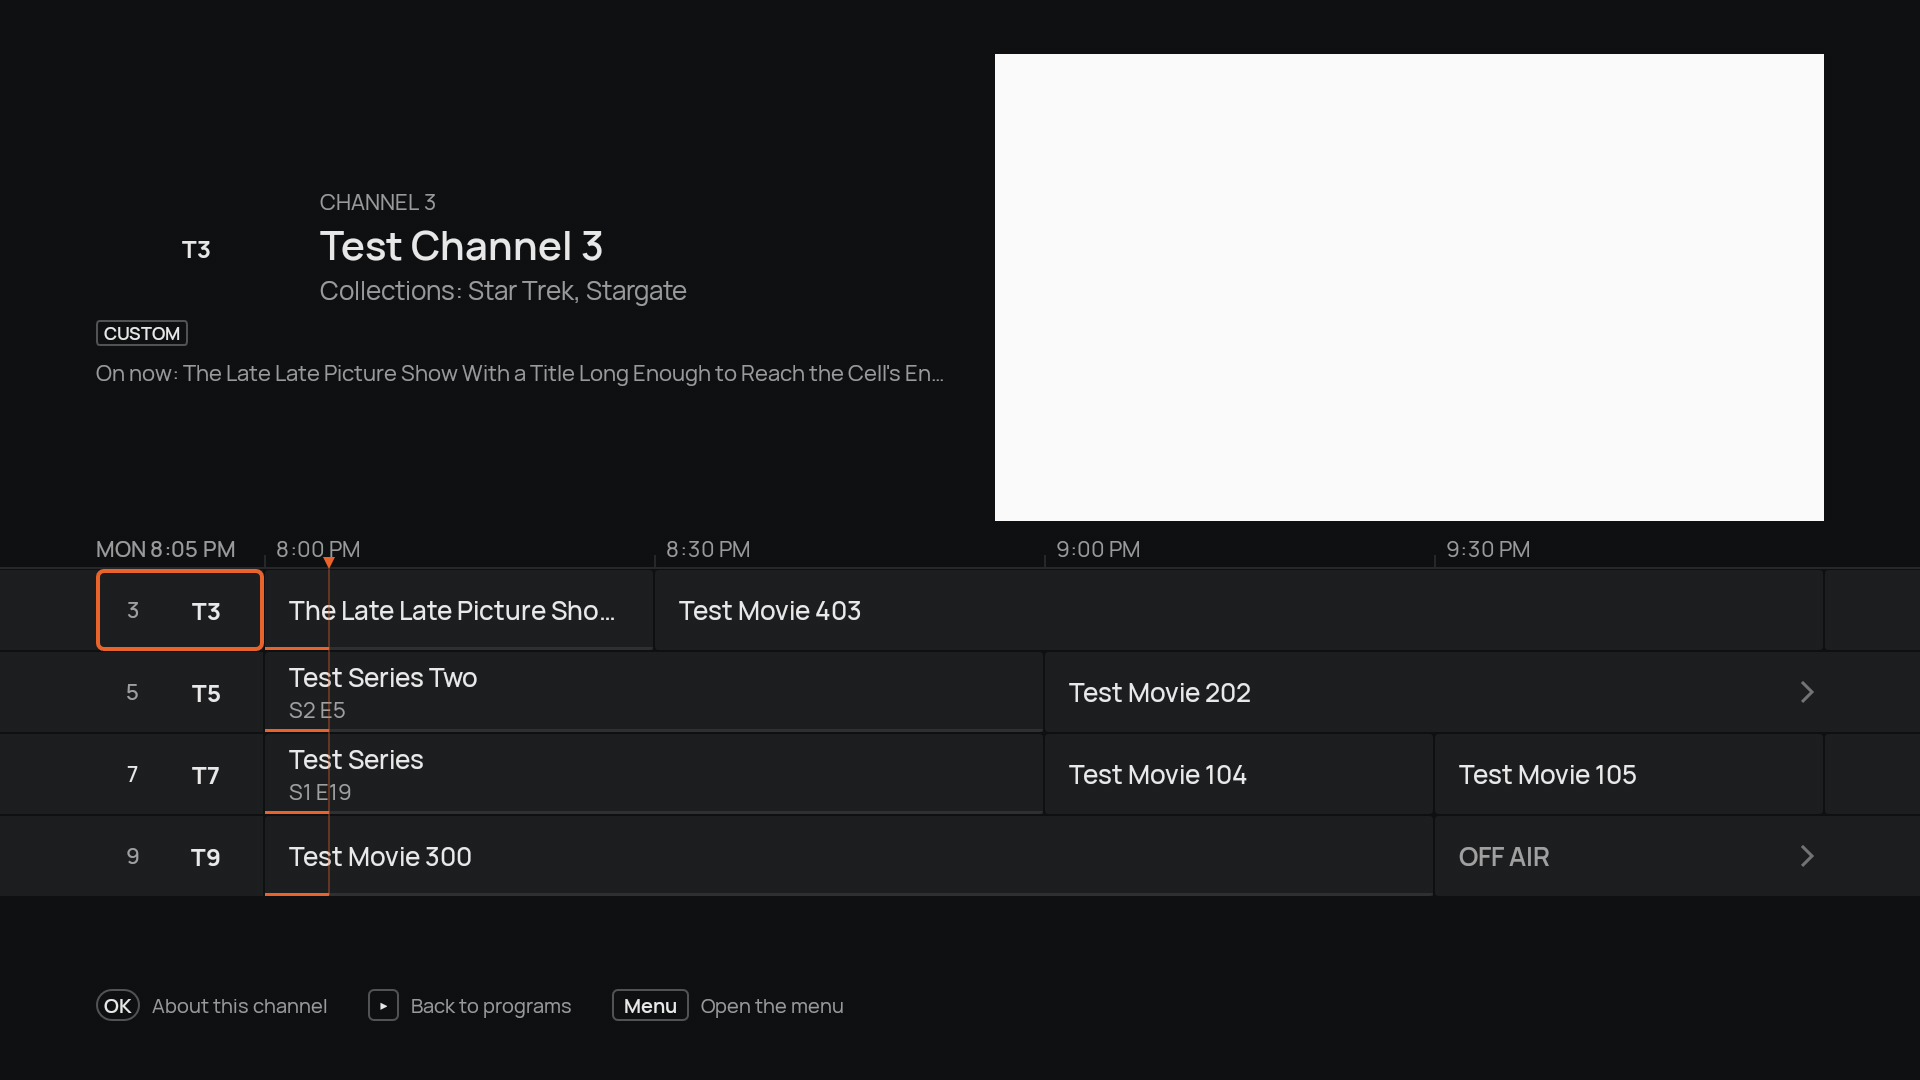 CHANNEL 3
T3
Test Channel 3
Collections: Star Trek, Stargate
CUSTOM
On now: The Late Late Picture Show With a Title Long Enough to Reach the Cell's En…
MON 8:05 PM 8:00 PM 8:30 PM 9:00 PM 9:30 PM
3 T3 The Late Late Picture Sho… Test Movie 403
5 T5 Test Series Two Test Movie 202
S2 E5
7 T7 Test Series Test Movie 104 Test Movie 105
S1 E19
9 T9 Test Movie 300 OFF AIR
OK About this channel Back to programs Menu Open the menu